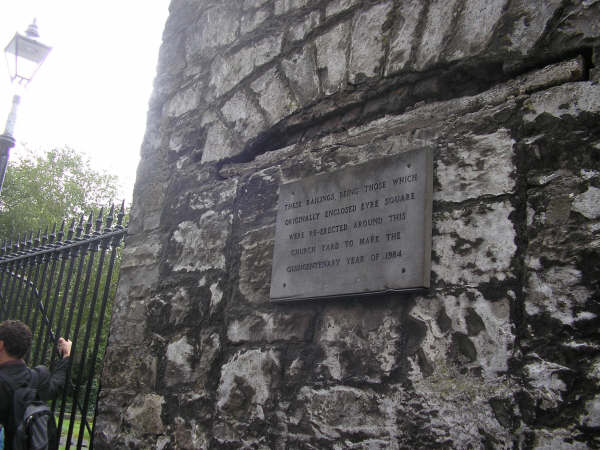 THESE RAILINGS, BEING THOSE WHICH
ORIGINALLY ENCLOSED EYRE SQUARE
WERE RE-ERECTED AROUND THIS
CHURCH YARD TO MARK THE
QUINCENTENARY YEAR OF 1984